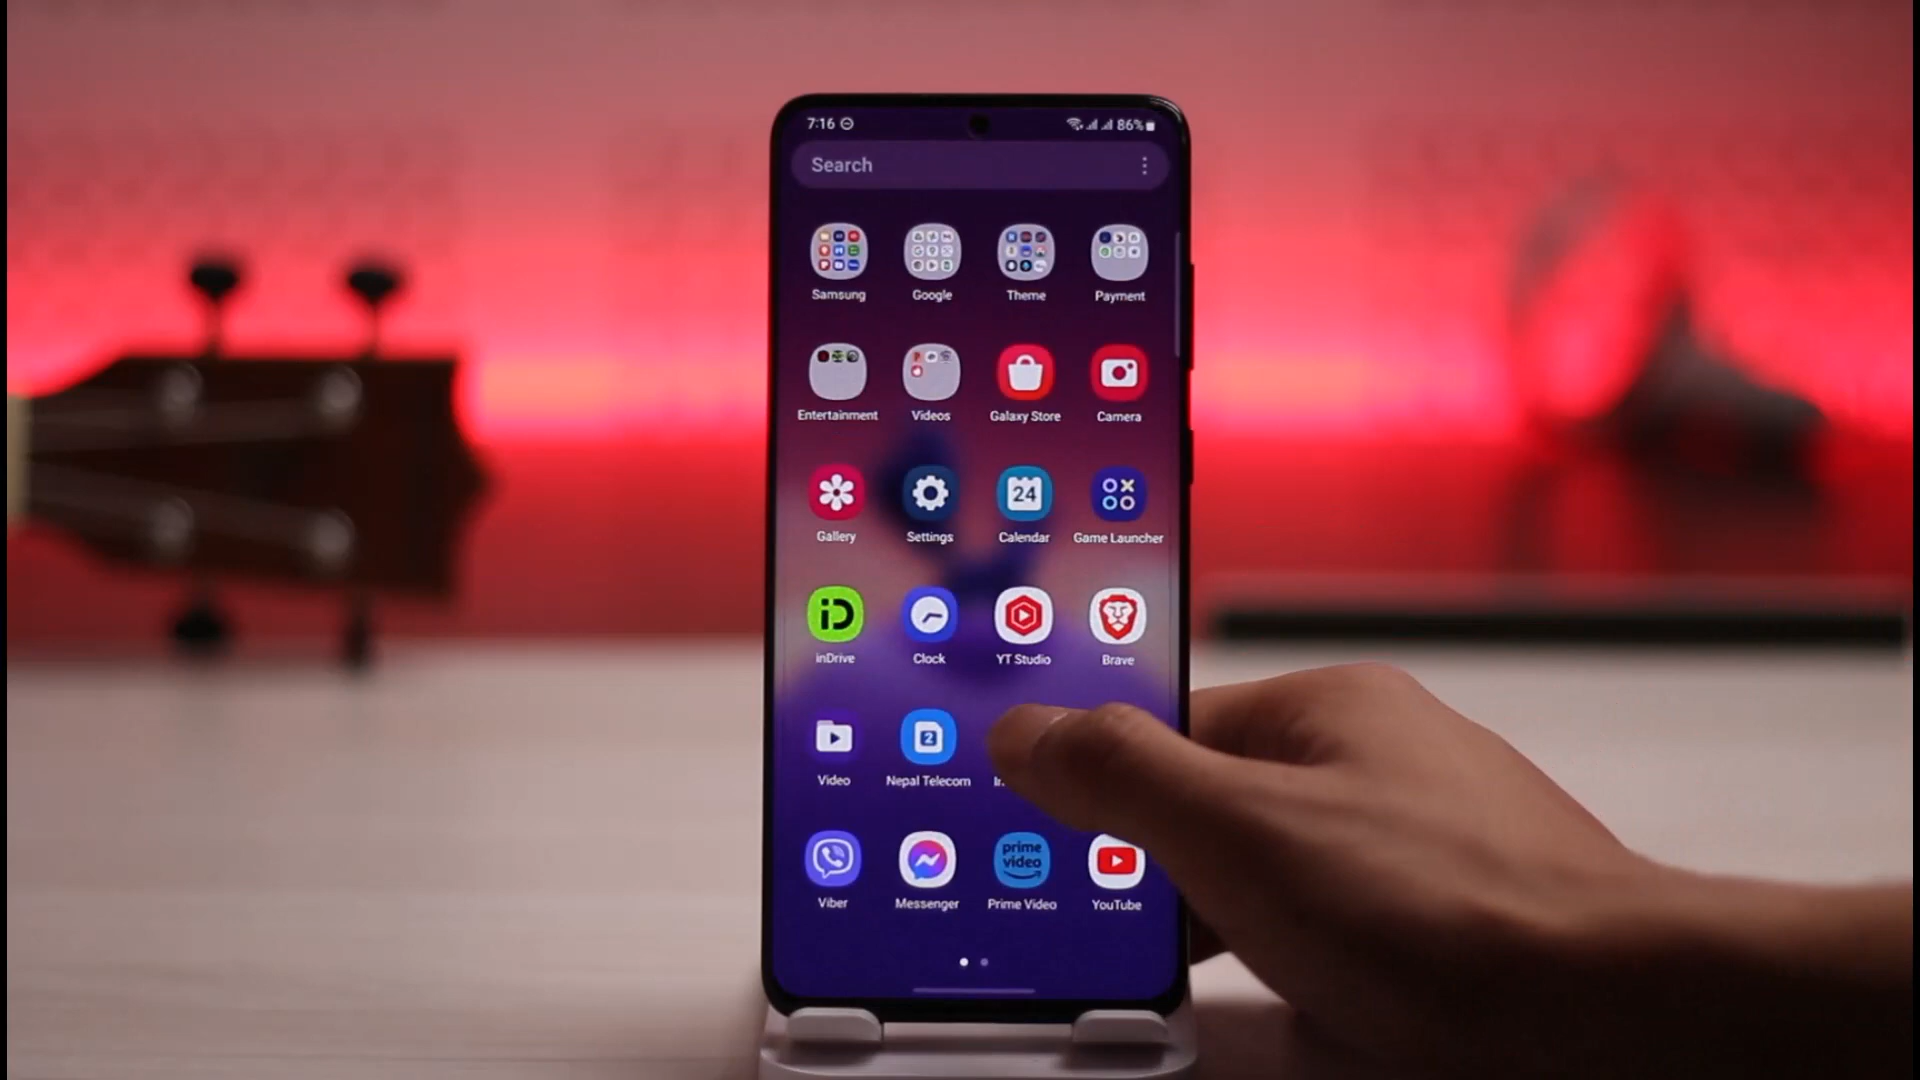 7:16
86%
Search
Samsung
Google
Theme
Payment
Entertainment
Videos
Galaxy Store
Camera
24
Gallery
Settings
Calendar
Game Launcher
iD
inDrive
Clock
YT Studio
Brave
2
Video
Nepal Telecom
prime
video
Viber
Messenger
Prime Video
YouTube